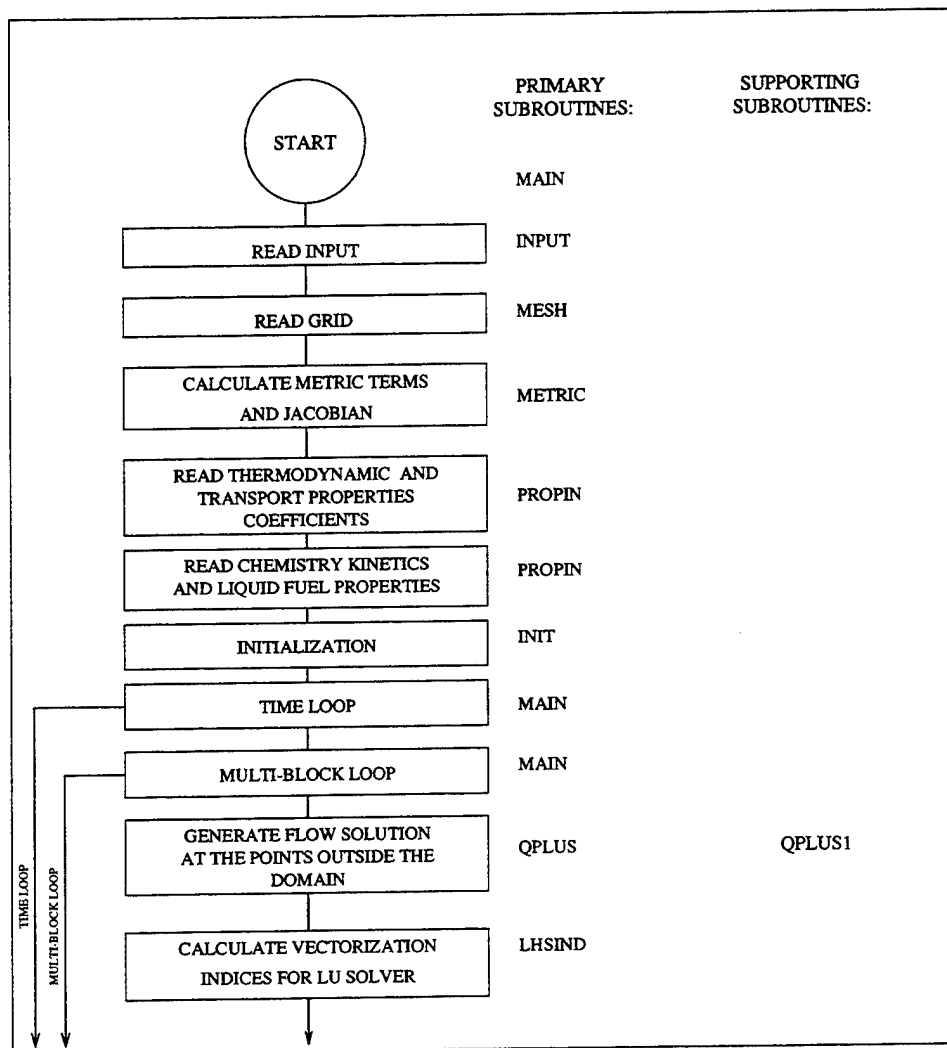 PRIMARY
SUBROUTINES:
SUPPORTING
SUBROUTINES:
START
MAIN
READ INPUT
INPUT
READ GRID
MESH
CALCULATE METRIC TERMS
AND JACOBIAN
METRIC
READ THERMODYNAMIC AND
TRANSPORT PROPERTIES
COEFFICIENTS
PROPIN
READ CHEMISTRY KINETICS
AND LIQUID FUEL PROPERTIES
PROPIN
INITIALIZATION
INIT
TIME LOOP
MAIN
MULTI-BLOCK LOOP
MAIN
GENERATE FLOW SOLUTION
AT THE POINTS OUTSIDE THE
DOMAIN
QPLUS
QPLUS1
CALCULATE VECTORIZATION
INDICES FOR LU SOLVER
LHSIND
TIME LOOP
MULTI-BLOCK LOOP